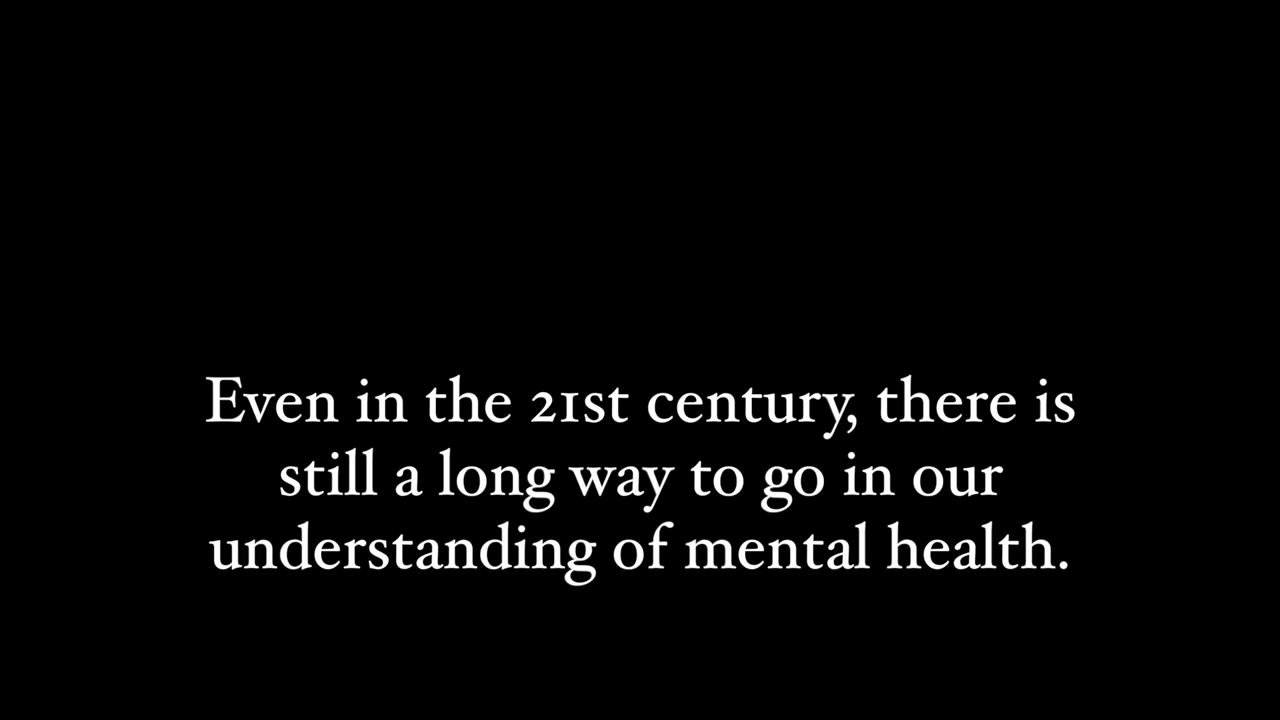 Even in the 21st century, there is
still a long way to go in our
understanding of mental health.